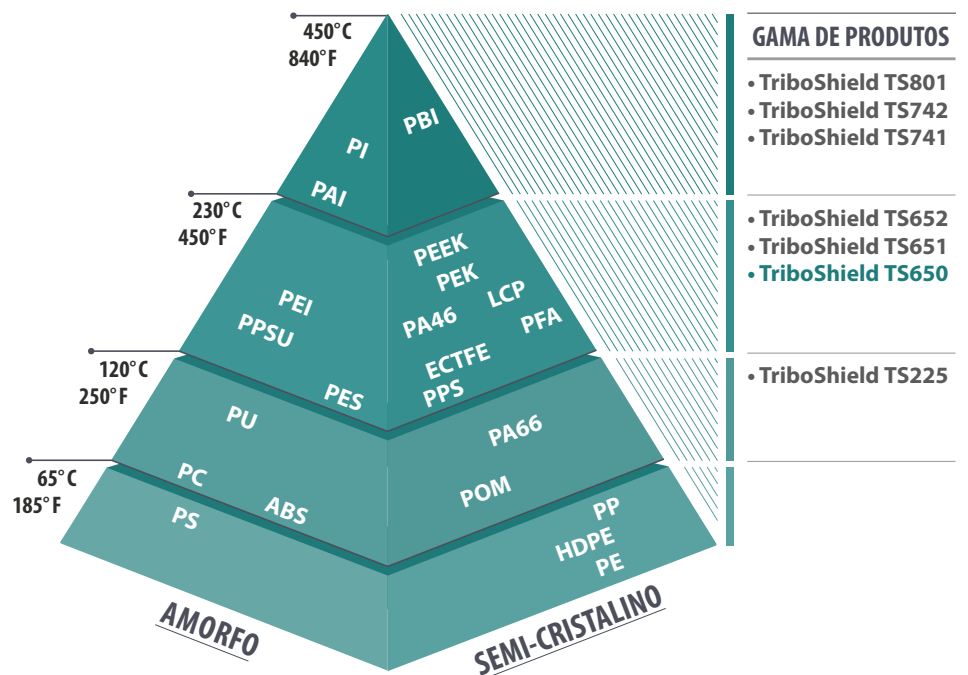 450°C
840°F
GAMA DE PRODUTOS
• TriboShield TS801
• TriboShield TS742
• TriboShield TS741
PBI
PI
PAI
230°C
450°F
• TriboShield TS652
• TriboShield TS651
• TriboShield TS650
PEEK
PEK
LCP
PEI
PA46
PFA
PPSU
ECTFE
PES
PPS
120°C
250°F
• TriboShield TS225
PU
PA66
PC
POM
ABS
65°C
185°F
PS
PP
HDPE
PE
AMORFO
SEMI-CRISTALINO